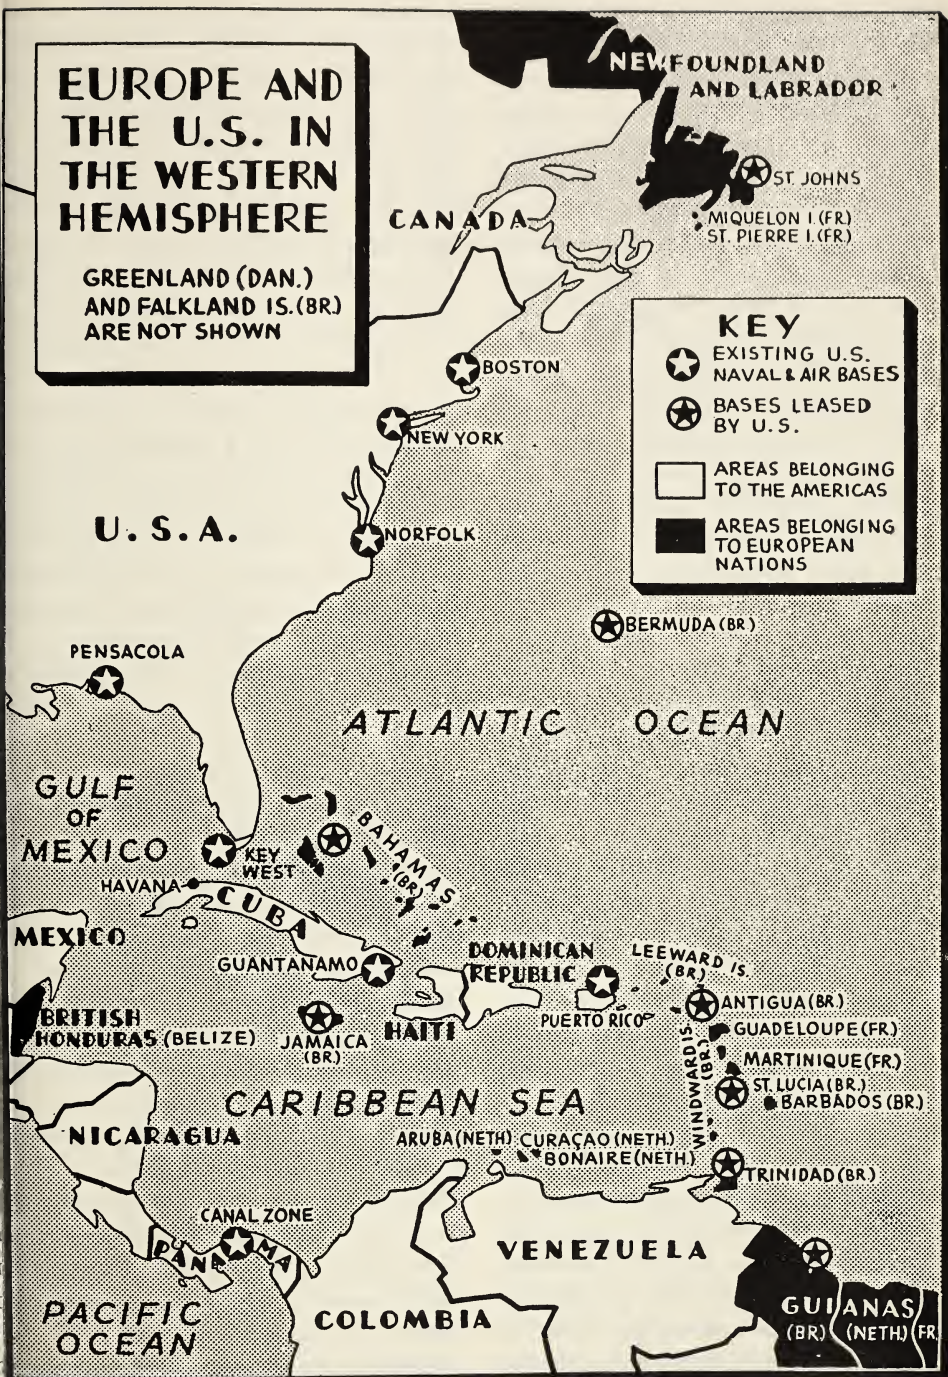 EUROPE AND
THE U.S. IN
THE WESTERN
HEMISPHERE
GREENLAND (DAN.)
AND FALKLAND IS.(BR.)
ARE NOT SHOWN
NEWFOUNDLAND
AND LABRADOR
ST. JOHNS
MIQUELON I.(FR)
ST. PIERRE I.(FR)
CANADA
KEY
EXISTING U.S.
NAVAL & AIR BASES
BASES LEASED
BY U.S.
AREAS BELONGING
TO THE AMERICAS
AREAS BELONGING
TO EUROPEAN
NATIONS
BOSTON
NEW YORK
U.S.A.
NORFOLK
BERMUDA (BR)
PENSACOLA
ATLANTIC OCEAN
GULF
OF
MEXICO
KEY
WEST
BAHAMAS
(BR)
HAVANA
CUBA
MEXICO
GUANTANAMO
DOMINICAN
REPUBLIC
LEEWARD IS.
(BR)
PUERTO RICO
ANTIGUA (BR.)
BRITISH
HONDURAS (BELIZE)
JAMAICA
(BR.)
HAITI
GUADELOUPE (FR.)
MARTINIQUE (FR.)
WINDWARD IS.
(BR.)
ST. LUCIA (BR.)
BARBADOS (BR.)
CARIBBEAN SEA
NICARAGUA
ARUBA (NETH)
CURAÇAO (NETH.)
BONAIRE (NETH.)
TRINIDAD (BR.)
CANAL ZONE
PANAMA
VENEZUELA
COLOMBIA
GUIANAS
(BR.) (NETH.) (FR.
PACIFIC
OCEAN